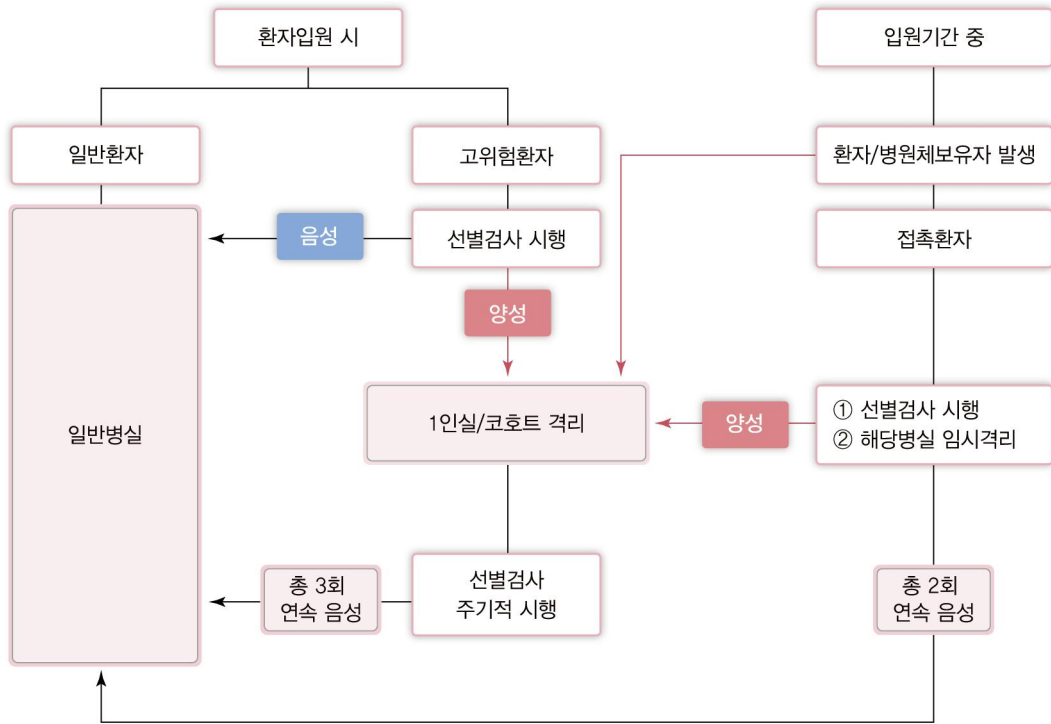 환자입원 시
입원기간 중
일반환자
고위험환자
환자/병원체보유자 발생
음성
선별검사 시행
접촉환자
양성
일반병실
1인실/코호트 격리
양성
① 선별검사 시행
② 해당병실 임시격리
총 3회
연속 음성
선별검사
주기적 시행
총 2회
연속 음성